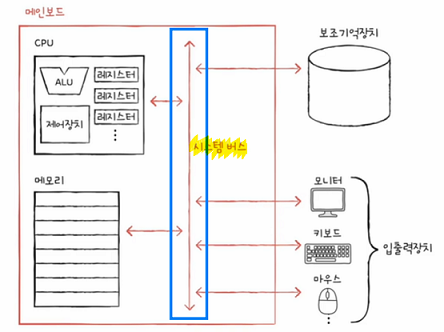 메인보드
CPU
ALU
레지스터
레지스터
레지스터
제어장치
시스템 버스
메모리
보조기억장치
모니터
키보드
마우스
입출력장치